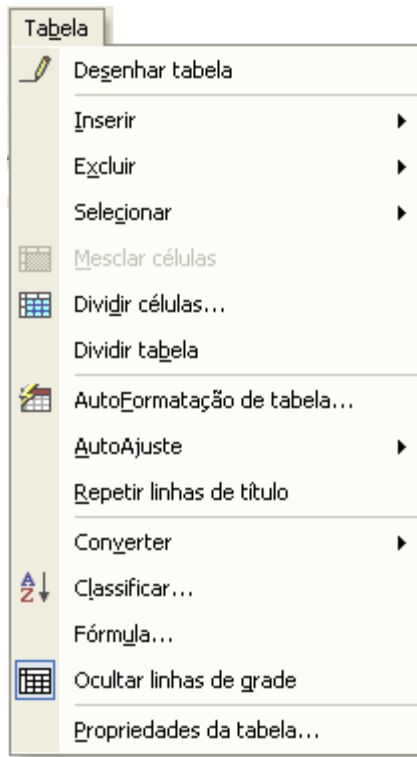 Tabela
Desenhar tabela
Inserir
Excluir
Selecionar
Mesclar células
Dividir células...
Dividir tabela
AutoFormatação de tabela...
AutoAjuste
Repetir linhas de título
Converter
Classificar...
Fórmula...
Ocultar linhas de grade
Propriedades da tabela...